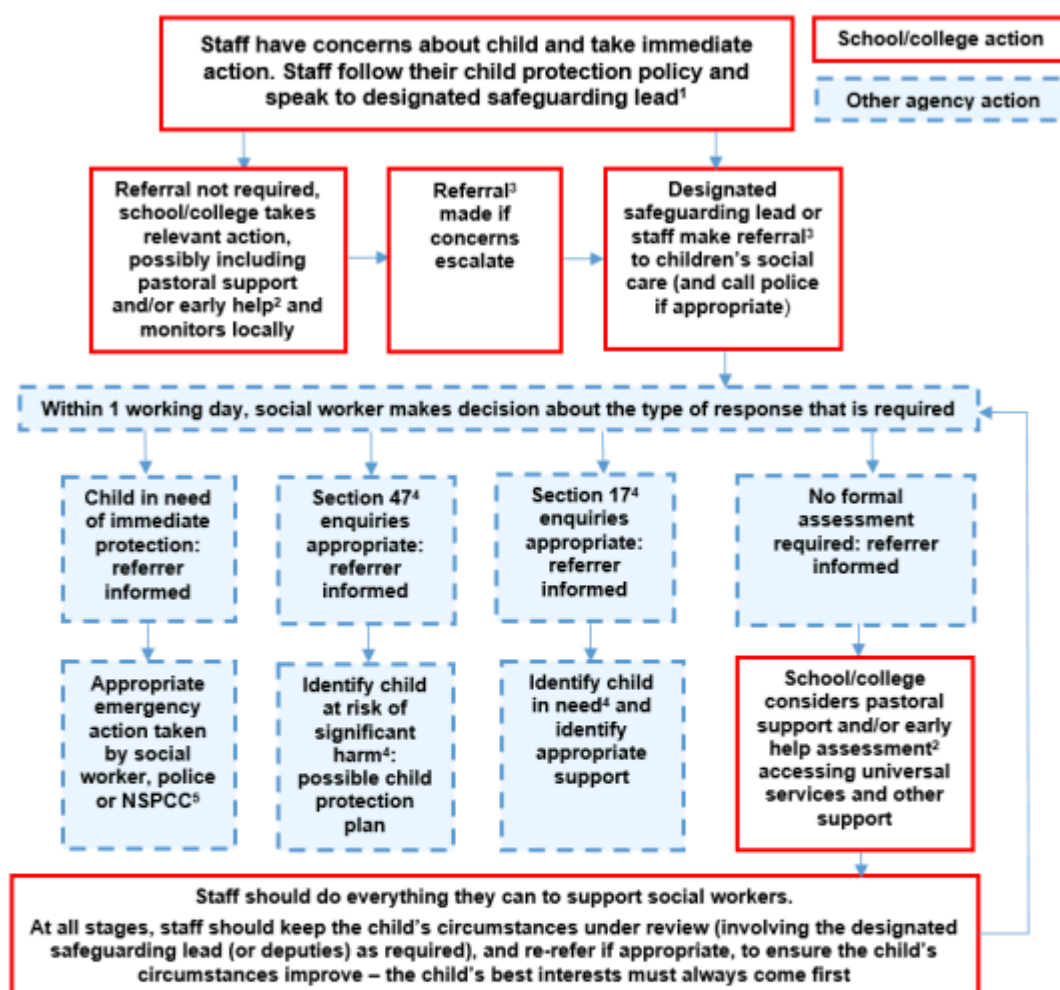 Staff have concerns about child and take immediate
action. Staff follow their child protection policy and
speak to designated safeguarding lead¹
School/college action
Other agency action
Referral not required,
school/college takes
relevant action,
possibly including
pastoral support
and/or early help² and
monitors locally
Referral³
made if
concerns
escalate
Designated
safeguarding lead or
staff make referral³
to children’s social
care (and call police
if appropriate)
Within 1 working day, social worker makes decision about the type of response that is required
Child in need
of immediate
protection:
referrer
informed
Section 47⁴
enquiries
appropriate:
referrer
informed
Section 17⁴
enquiries
appropriate:
referrer
informed
No formal
assessment
required: referrer
informed
Appropriate
emergency
action taken
by social
worker, police
or NSPCC⁵
Identify child
at risk of
significant
harm⁴:
possible child
protection
plan
Identify child
in need⁴ and
identify
appropriate
support
School/college
considers pastoral
support and/or early
help assessment²
accessing universal
services and other
support
Staff should do everything they can to support social workers.
At all stages, staff should keep the child’s circumstances under review (involving the designated
safeguarding lead (or deputies) as required), and re-refer if appropriate, to ensure the child’s
circumstances improve – the child’s best interests must always come first